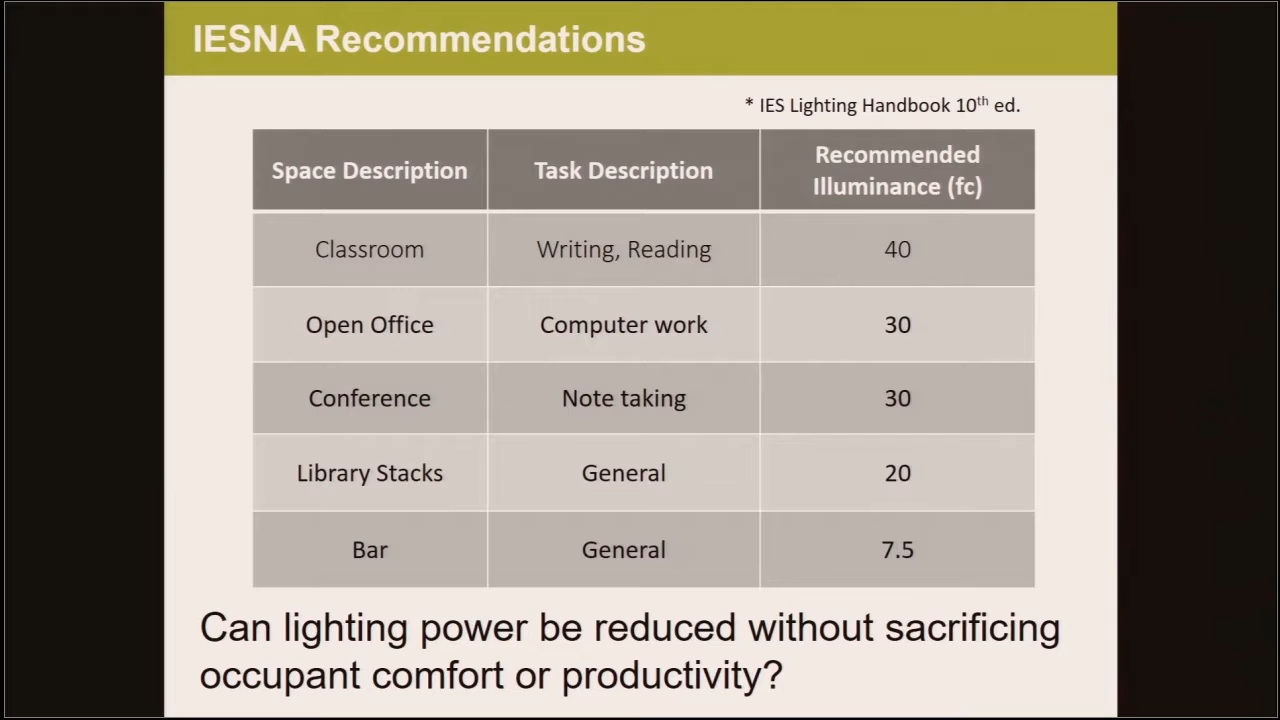 IESNA Recommendations
* IES Lighting Handbook 10th ed.
Space Description
Task Description
Recommended
Illuminance (fc)
Classroom
Writing, Reading
40
Open Office
Computer work
30
Conference
Note taking
30
Library Stacks
General
20
Bar
General
7.5
Can lighting power be reduced without sacrificing
occupant comfort or productivity?